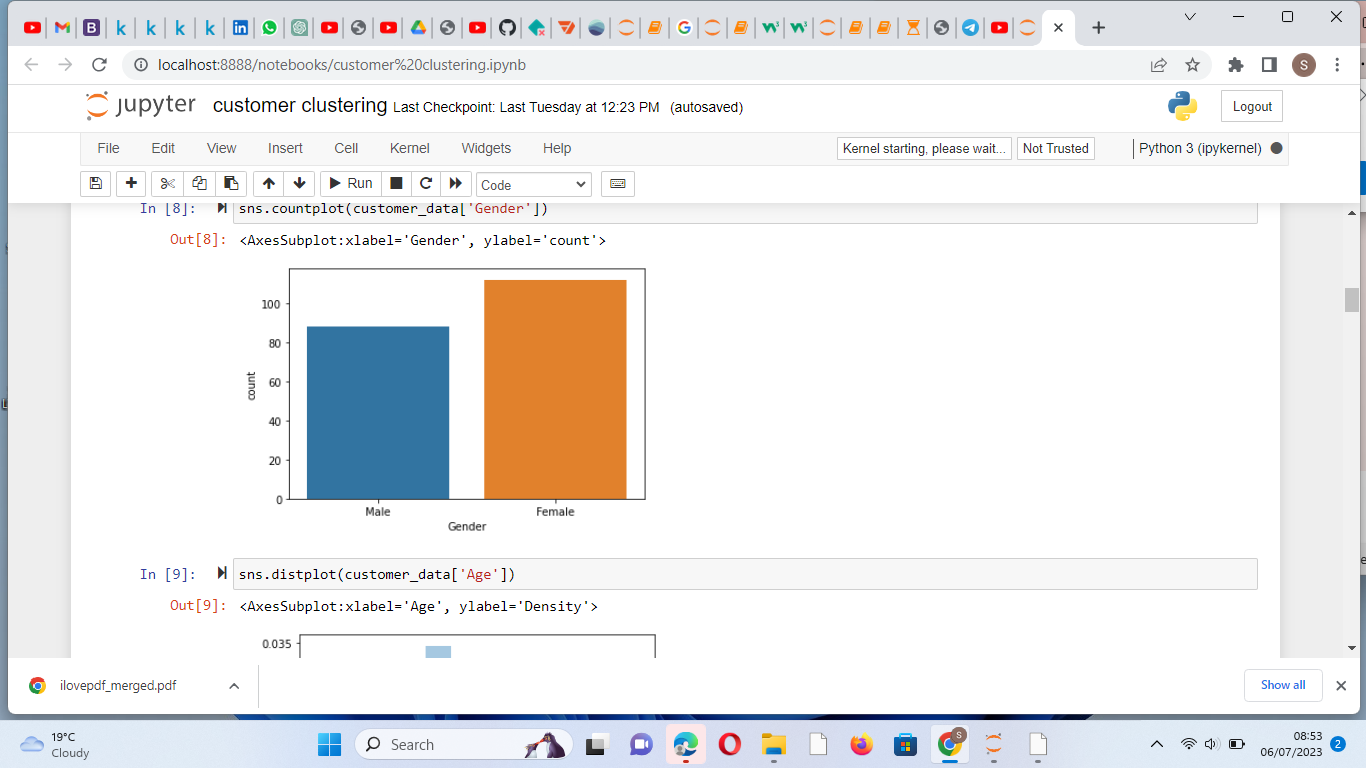 localhost:8888/notebooks/customer%20clustering.ipynb
S
jupyter customer clustering Last Checkpoint: Last Tuesday at 12:23 PM (autosaved)
Logout
File Edit View Insert Cell Kernel Widgets Help
Kernel starting, please wait... Not Trusted Python 3 (ipykernel)
Run Code
In [8]: sns.countplot(customer_data['Gender'])
Out[8]: <AxesSubplot:xlabel='Gender', ylabel='count'>
100
80
60
40
20
0
count
Male Female
Gender
In [9]: sns.distplot(customer_data['Age'])
Out[9]: <AxesSubplot:xlabel='Age', ylabel='Density'>
0.035
ilovepdf_merged.pdf
Show all
19°C
Cloudy
Search
S
08:53
06/07/2023
2